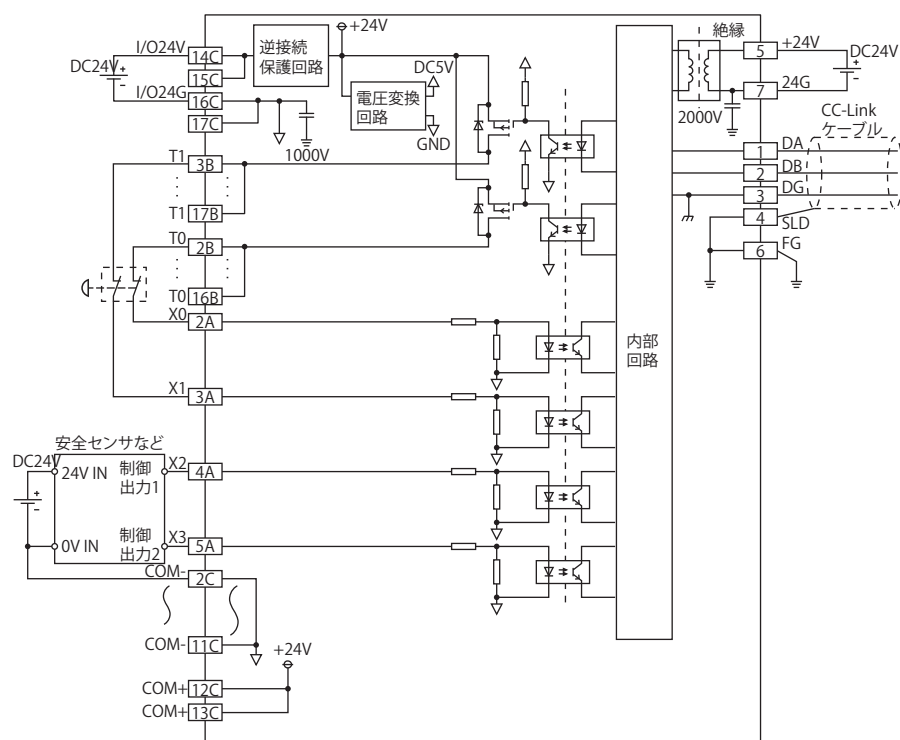 I/O24V
14C
DC24V
+
-
15C
I/O24G
16C
17C
逆接続
保護回路
+24V
電圧変換
回路
DC5V
GND
1000V
T1
3B
T1
17B
T0
2B
T0
16B
X0
2A
X1
3A
安全センサなど
DC24V
+
-
24V IN
制御
出力1
X2
4A
0V IN
制御
出力2
X3
5A
COM-
2C
COM-
11C
+24V
COM+
12C
COM+
13C
内部
回路
絶縁
2000V
5
+24V
DC24V
+
-
7
24G
CC-Link
ケーブル
1
DA
2
DB
3
DG
4
SLD
6
FG